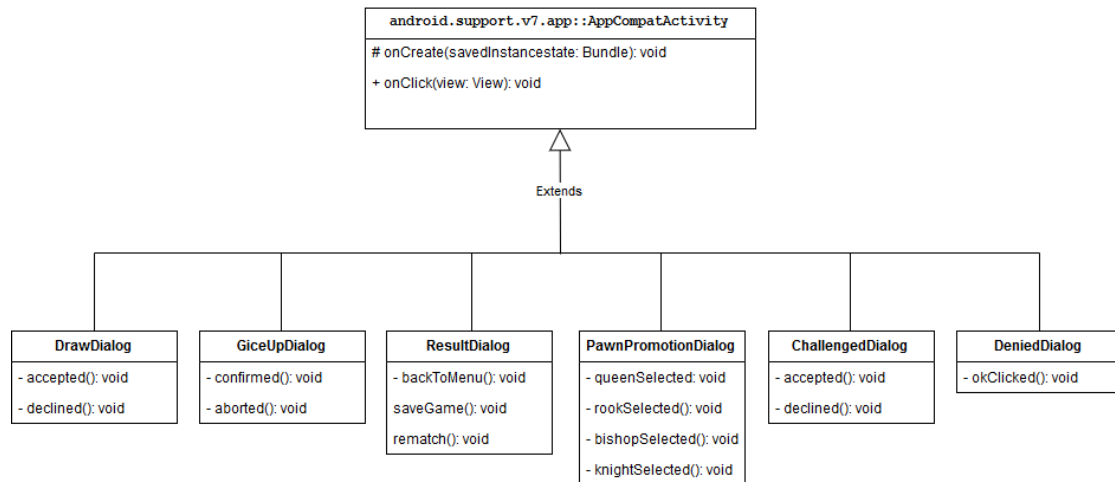 android.support.v7.app::AppCompatActivity
# onCreate(savedInstancestate: Bundle): void
+ onClick(view: View): void
Extends
DrawDialog
- accepted(): void
- declined(): void
GiceUpDialog
- confirmed(): void
- aborted(): void
ResultDialog
- backToMenu(): void
saveGame(): void
rematch(): void
PawnPromotionDialog
- queenSelected: void
- rookSelected(): void
- bishopSelected(): void
- knightSelected(): void
ChallengedDialog
- accepted(): void
- declined(): void
DeniedDialog
- okClicked(): void